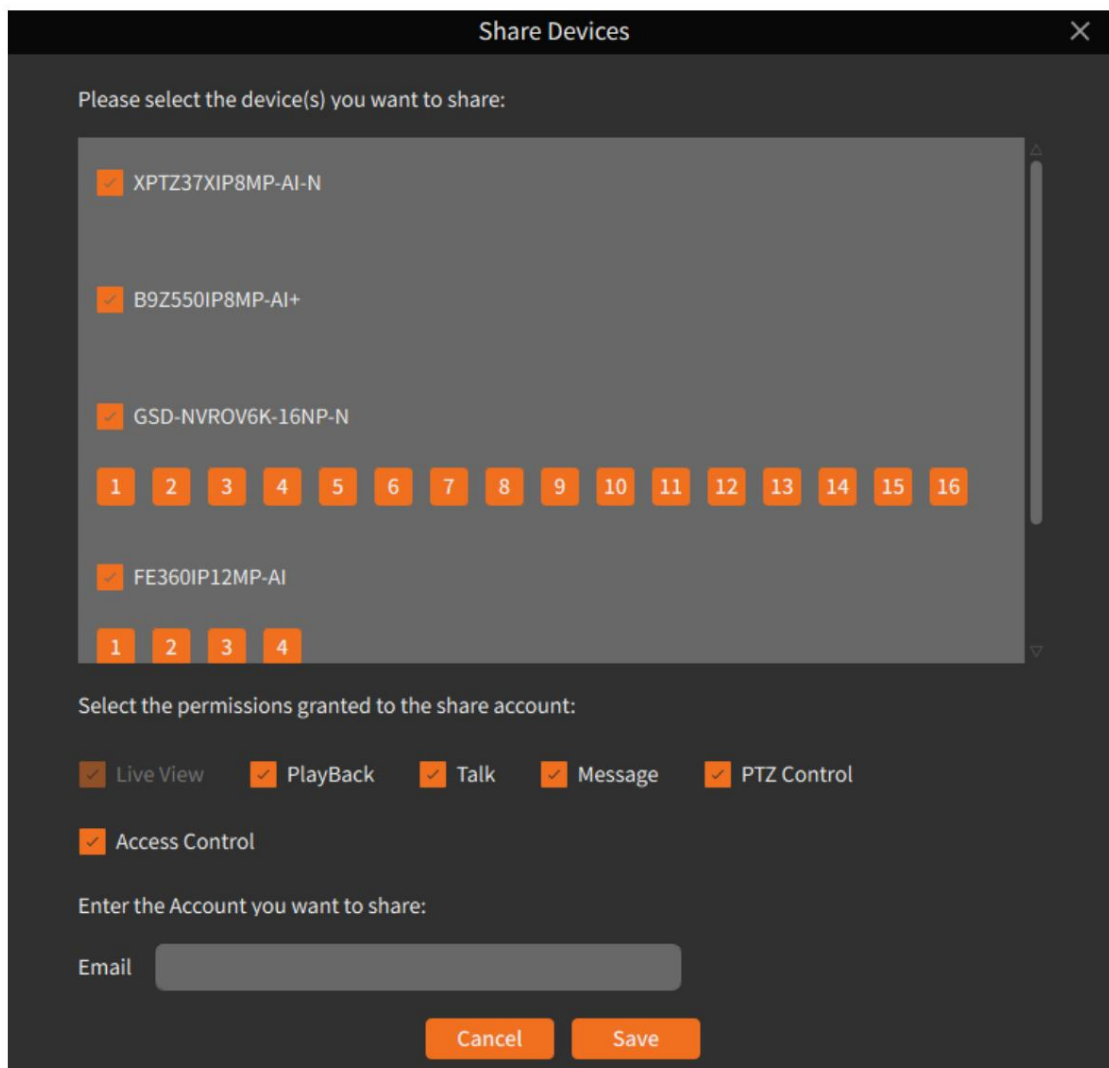 Share Devices
Please select the device(s) you want to share:
XPTZ37XIP8MP-AI-N
B9Z550IP8MP-AI+
GSD-NVROV6K-16NP-N
1 2 3 4 5 6 7 8 9 10 11 12 13 14 15 16
FE360IP12MP-AI
1 2 3 4
Select the permissions granted to the share account:
Live View PlayBack Talk Message PTZ Control
Access Control
Enter the Account you want to share:
Email
Cancel Save